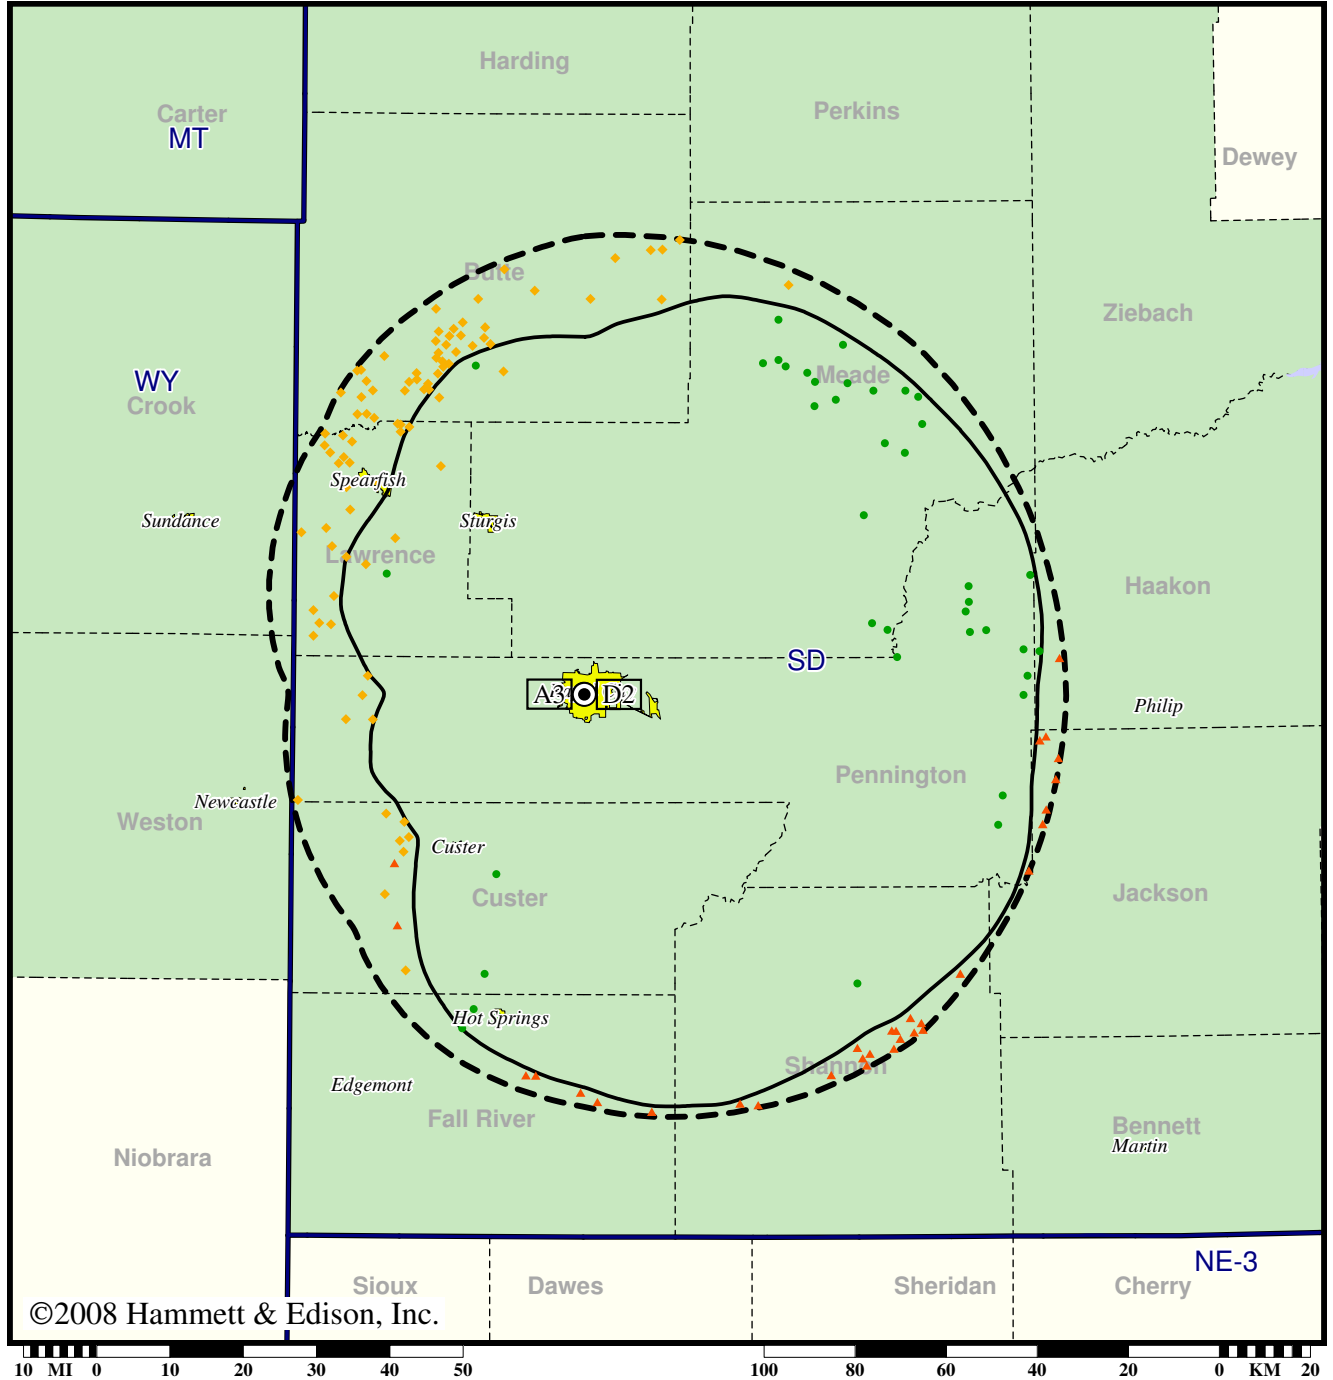 Harding
Carter
MT
Perkins
Dewey
Butte
Ziebach
WY
Crook
Meade
Spearfish
Sundance
Sturgis
Lawrence
Haakon
SD
A3
D2
Philip
Pennington
Newcastle
Weston
Custer
Custer
Jackson
Hot Springs
Shannon
Edgemont
Fall River
Bennett
Martin
Niobrara
NE-3
Sioux
Dawes
Sheridan
Cherry
©2008 Hammett & Edison, Inc.
10 MI 0 10 20 30 40 50
100 80 60 40 20 0 KM 20